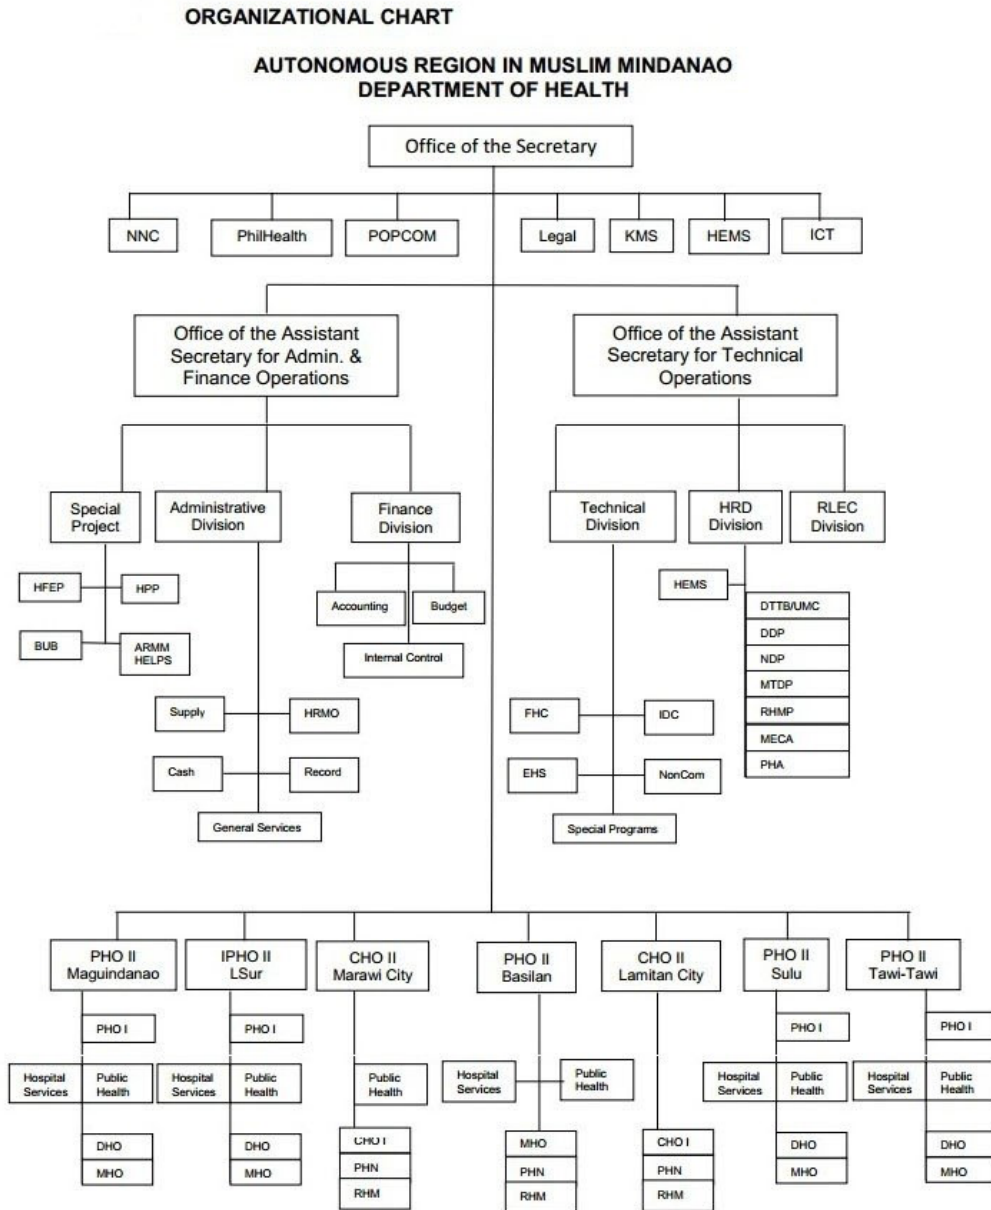 ORGANIZATIONAL CHART
AUTONOMOUS REGION IN MUSLIM MINDANAO
DEPARTMENT OF HEALTH
Office of the Secretary
NNC
PhilHealth
POPCOM
Legal
KMS
HEMS
ICT
Office of the Assistant
Secretary for Admin. &
Finance Operations
Office of the Assistant
Secretary for Technical
Operations
Special
Project
Administrative
Division
Finance
Division
Technical
Division
HRD
Division
RLEC
Division
HFEP
HPP
BUB
ARMM
HELPS
Accounting
Budget
Internal Control
Supply
HRMO
Cash
Record
General Services
FHC
IDC
EHS
NonCom
Special Programs
HEMS
DTTB/UMC
DDP
NDP
MTDP
RHMP
MECA
PHA
PHO II
Maguindanao
IPHO II
LSur
CHO II
Marawi City
PHO II
Basilan
CHO II
Lamitan City
PHO II
Sulu
PHO II
Tawi-Tawi
PHO I
PHO I
PHO I
PHO I
Hospital
Services
Public
Health
Hospital
Services
Public
Health
Public
Health
Hospital
Services
Public
Health
Hospital
Services
Public
Health
Hospital
Services
Public
Health
DHO
MHO
DHO
MHO
CHO I
PHN
RHM
MHO
PHN
RHM
CHO I
PHN
RHM
DHO
MHO
DHO
MHO